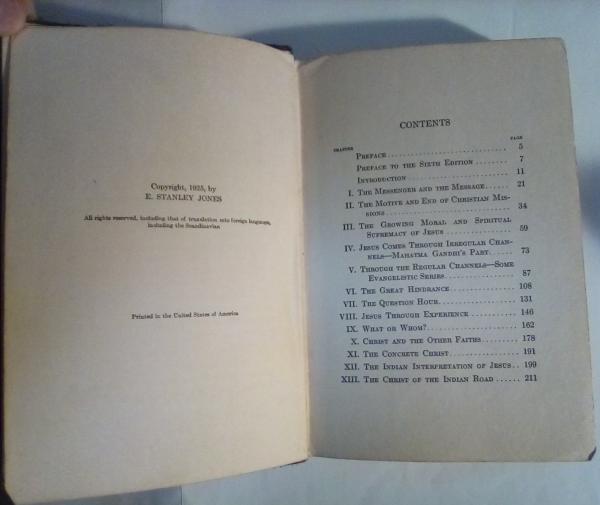 Copyright, 1925, by
E. STANLEY JONES
All rights reserved, including that of translation into foreign languages,
including the Scandinavian
Printed in the United States of America
CONTENTS
CHAPTER PAGE
PREFACE 5
PREFACE TO THE SIXTH EDITION 7
INTRODUCTION 11
I. THE MESSENGER AND THE MESSAGE 21
II. THE MOTIVE AND END OF CHRISTIAN MIS-
SIONS 34
III. THE GROWING MORAL AND SPIRITUAL
SUPREMACY OF JESUS 59
IV. JESUS COMES THROUGH IRREGULAR CHAN-
NELS—MAHATMA GANDHI'S PART 73
V. THROUGH THE REGULAR CHANNELS—SOME
EVANGELISTIC SERIES 87
VI. THE GREAT HINDRANCE 108
VII. THE QUESTION HOUR 131
VIII. JESUS THROUGH EXPERIENCE 146
IX. WHAT OR WHOM? 162
X. CHRIST AND THE OTHER FAITHS 178
XI. THE CONCRETE CHRIST 191
XII. THE INDIAN INTERPRETATION OF JESUS 199
XIII. THE CHRIST OF THE INDIAN ROAD 211